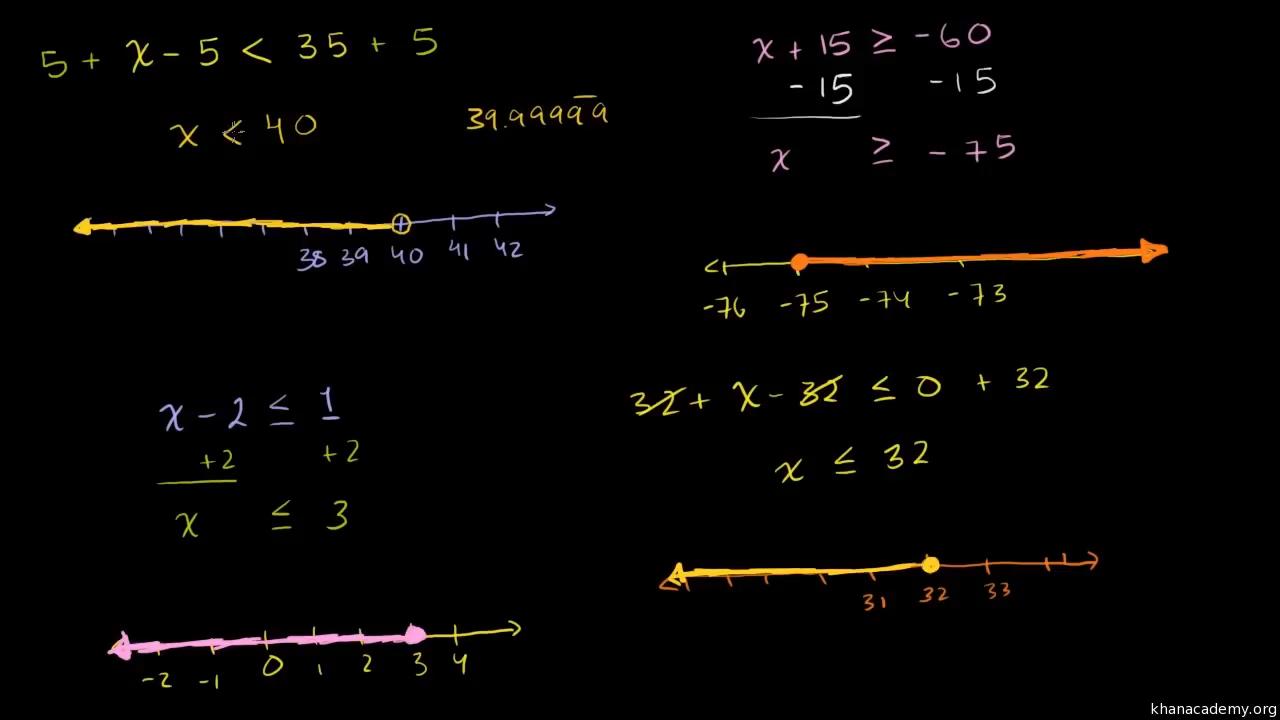 5 + x - 5 < 35 + 5
x < 40
39.9999̅9
38 39 40 41 42
x + 15 ≥ -60
-15 -15
x ≥ -75
-76 -75 -74 -73
x - 2 ≤ 1
+2 +2
x ≤ 3
-2 -1 0 1 2 3 4
32 + x - 32 ≤ 0 + 32
x ≤ 32
31 32 33
khanacademy.org